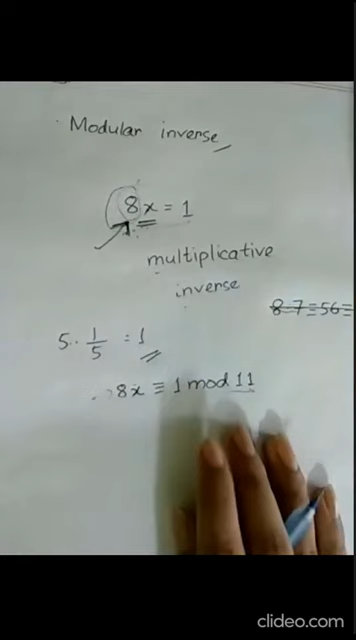 Modular inverse
8x = 1
multiplicative
inverse
8·7≡56≡
5·· 1/5 = 1
8x ≡ 1 mod 11
clideo.com